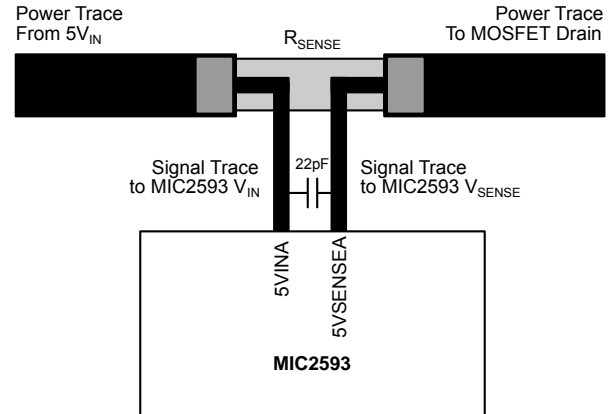 Power Trace
From 5VIN
RSENSE
Power Trace
To MOSFET Drain
Signal Trace
to MIC2593 VIN
22pF
Signal Trace
to MIC2593 VSENSE
5VINA
5VSENSEA
MIC2593